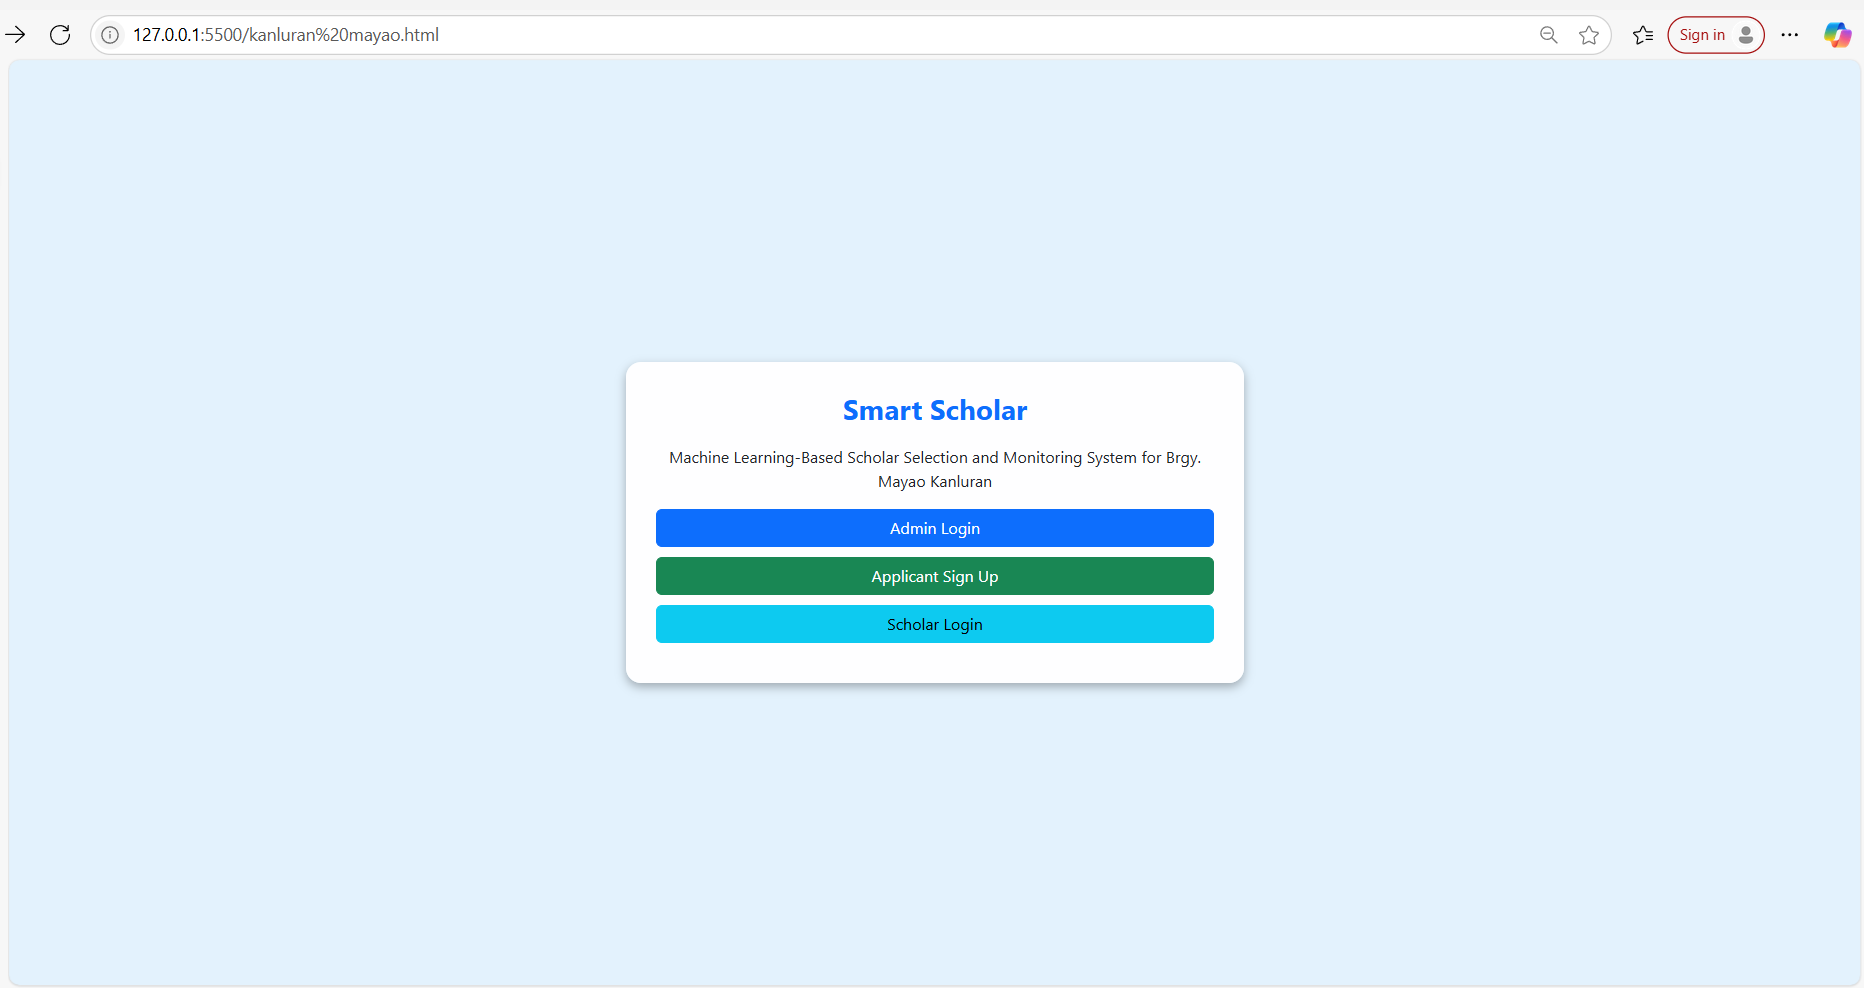 127.0.0.1:5500/kanluran%20mayao.html
Sign in
Smart Scholar
Machine Learning-Based Scholar Selection and Monitoring System for Brgy.
Mayao Kanluran
Admin Login
Applicant Sign Up
Scholar Login